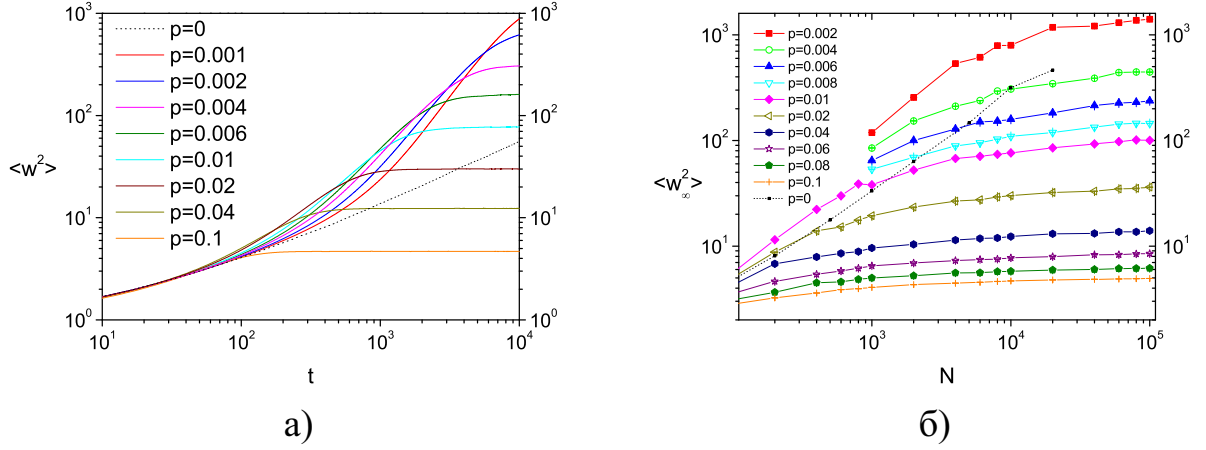 10³
10²
10¹
10⁰
<w²>
p=0
p=0.001
p=0.002
p=0.004
p=0.006
p=0.01
p=0.02
p=0.04
p=0.1
10³
10²
10¹
10⁰
10¹ 10² 10³ 10⁴
t
а)
10³
10²
10¹
<w²∞>
p=0.002
p=0.004
p=0.006
p=0.008
p=0.01
p=0.02
p=0.04
p=0.06
p=0.08
p=0.1
p=0
10³
10²
10¹
10³ 10⁴ 10⁵
N
б)